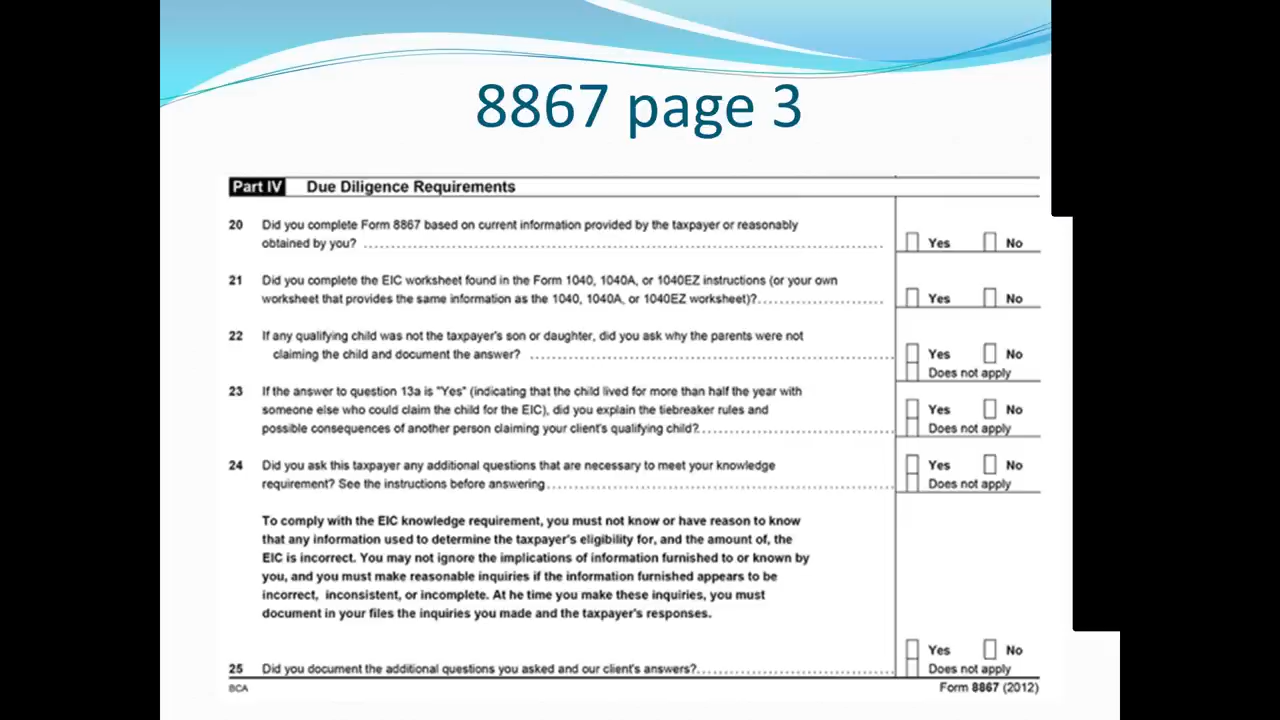 8867 page 3
Part IV Due Diligence Requirements
20 Did you complete Form 8867 based on current information provided by the taxpayer or reasonably
obtained by you? Yes No
21 Did you complete the EIC worksheet found in the Form 1040, 1040A, or 1040EZ instructions (or your own
worksheet that provides the same information as the 1040, 1040A, or 1040EZ worksheet)? Yes No
22 If any qualifying child was not the taxpayer's son or daughter, did you ask why the parents were not
claiming the child and document the answer? Yes No
Does not apply
23 If the answer to question 13a is "Yes" (indicating that the child lived for more than half the year with
someone else who could claim the child for the EIC), did you explain the tiebreaker rules and Yes No
possible consequences of another person claiming your client's qualifying child? Does not apply
24 Did you ask this taxpayer any additional questions that are necessary to meet your knowledge Yes No
requirement? See the instructions before answering Does not apply
To comply with the EIC knowledge requirement, you must not know or have reason to know
that any information used to determine the taxpayer's eligibility for, and the amount of, the
EIC is incorrect. You may not ignore the implications of information furnished to or known by
you, and you must make reasonable inquiries if the information furnished appears to be
incorrect, inconsistent, or incomplete. At he time you make these inquiries, you must
document in your files the inquiries you made and the taxpayer's responses.
Yes No
25 Did you document the additional questions you asked and our client's answers? Does not apply
BCA Form 8867 (2012)